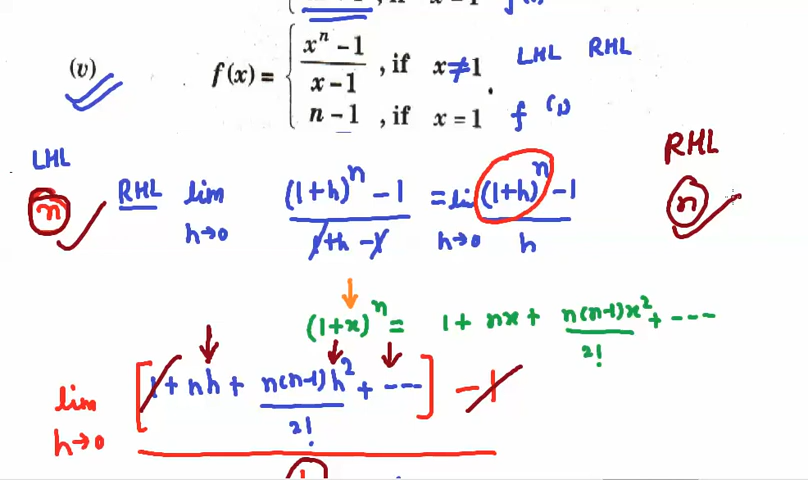 xⁿ − 1 / x − 1 , if x ≠ 1 LHL RHL
(v) f(x) =
n − 1 , if x = 1 . f (1)
LHL RHL
n RHL lim h→0 (1+h)ⁿ − 1 / 1+h − 1 = lim h→0 (1+h)ⁿ − 1 / h n
(1+x)ⁿ = 1 + nx + n(n−1)x² / 2! + ----
lim h→0 [1 + nh + n(n−1)h² / 2! + ---] − 1